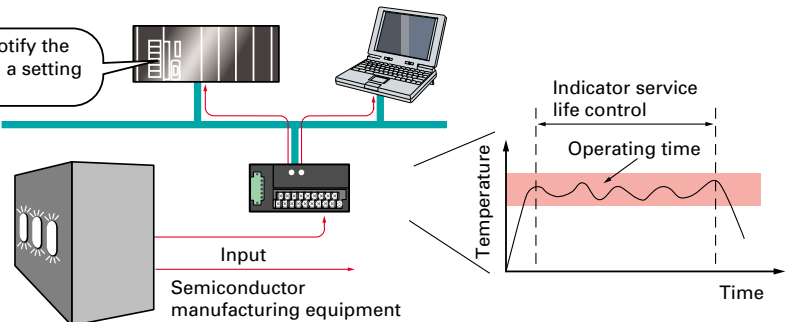 otify the
a setting
Indicator service
life control
Operating time
Temperature
Time
Input
Semiconductor
manufacturing equipment